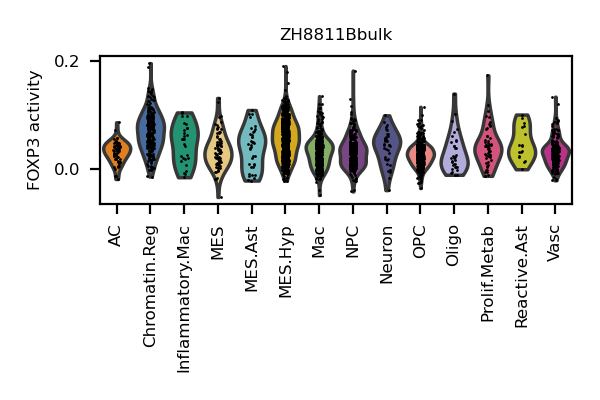 ZH8811Bbulk
FOXP3 activity
0.2
0.0
AC
Chromatin.Reg
Inflammatory.Mac
MES
MES.Ast
MES.Hyp
Mac
NPC
Neuron
OPC
Oligo
Prolif.Metab
Reactive.Ast
Vasc